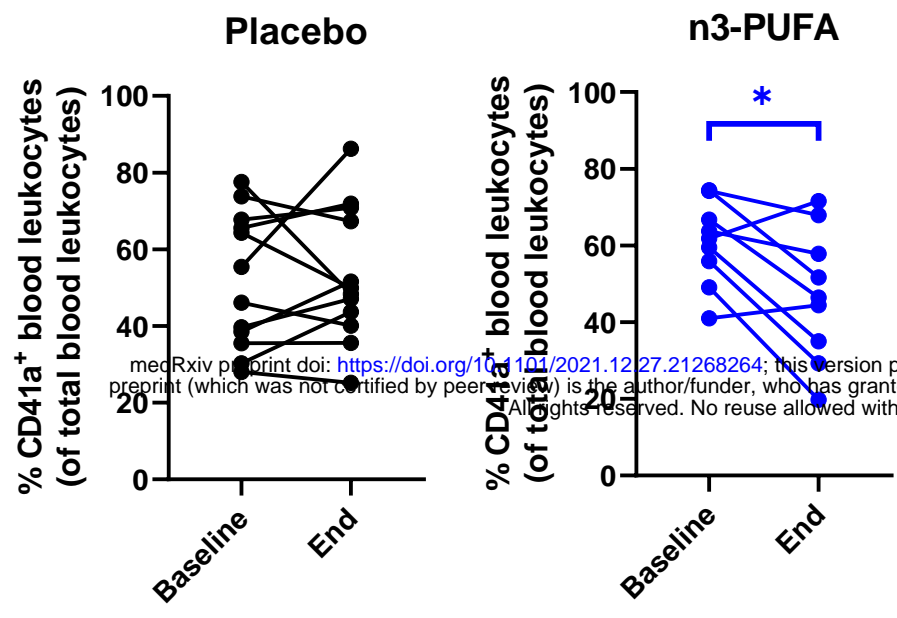 Placebo
% CD41a⁺ blood leukocytes
(of total blood leukocytes)
100
80
60
40
20
0
Baseline
End
n3-PUFA
% CD41a⁺ blood leukocytes
(of total blood leukocytes)
100
80
60
40
20
0
*
Baseline
End
medRxiv preprint doi: https://doi.org/10.1101/2021.12.27.21268264; this version p
preprint (which was not certified by peer review) is the author/funder, who has grant
All rights reserved. No reuse allowed with